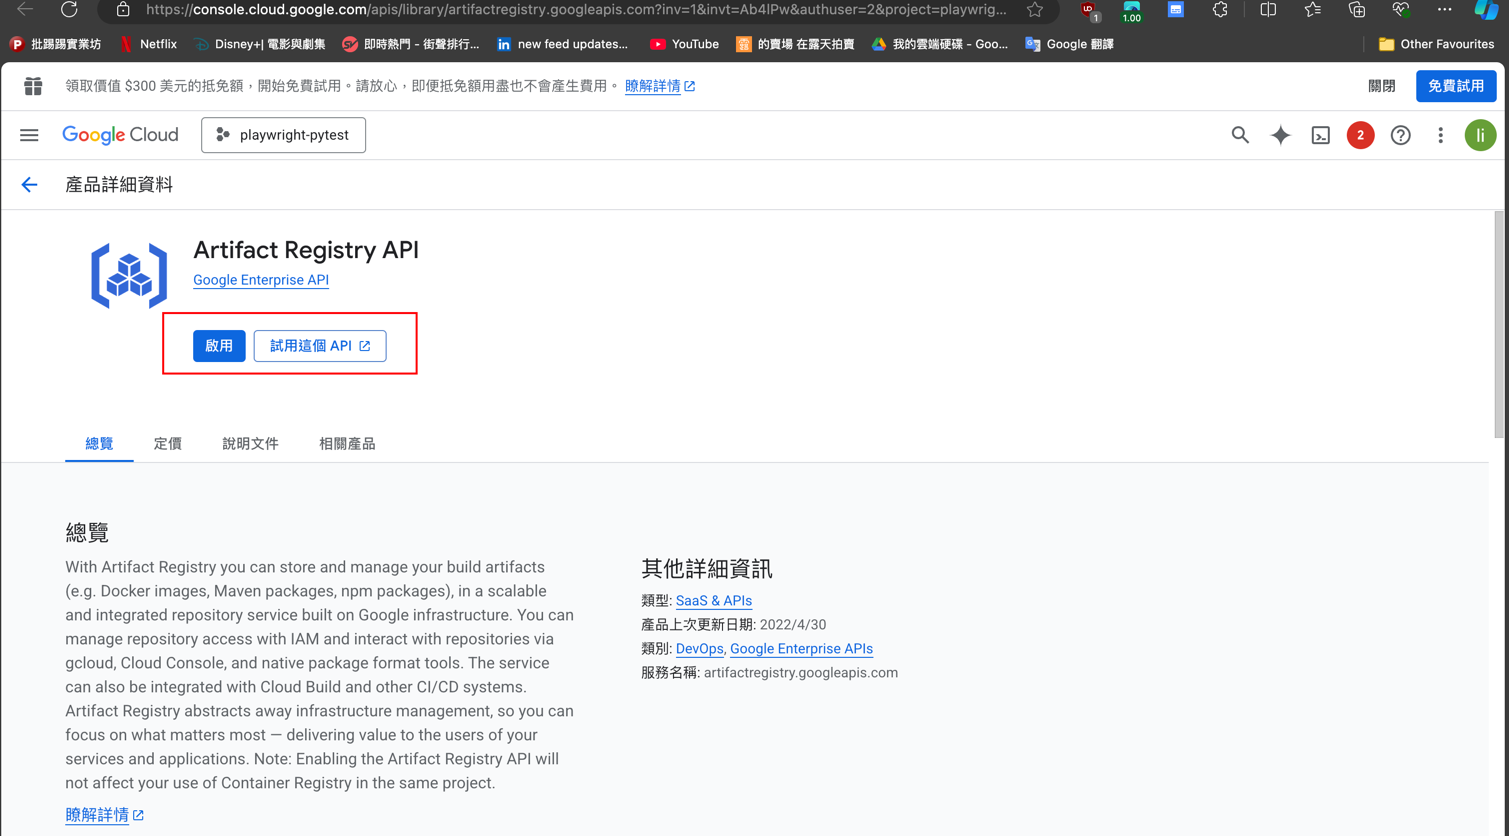 https://console.cloud.google.com/apis/library/artifactregistry.googleapis.com?inv=1&invt=Ab4IPw&authuser=2&project=playwrig...
1
1.00
批踢踢實業坊
Netflix
Disney+| 電影與劇集
即時熱門 - 街聲排行...
new feed updates...
YouTube
的賣場 在露天拍賣
我的雲端硬碟 - Goo...
Google 翻譯
Other Favourites
領取價值 $300 美元的抵免額，開始免費試用。請放心，即便抵免額用盡也不會產生費用。 瞭解詳情
關閉
免費試用
Google Cloud
playwright-pytest
2
li
產品詳細資料
Artifact Registry API
Google Enterprise API
啟用
試用這個 API
總覽
定價
說明文件
相關產品
總覽
With Artifact Registry you can store and manage your build artifacts
(e.g. Docker images, Maven packages, npm packages), in a scalable
and integrated repository service built on Google infrastructure. You can
manage repository access with IAM and interact with repositories via
gcloud, Cloud Console, and native package format tools. The service
can also be integrated with Cloud Build and other CI/CD systems.
Artifact Registry abstracts away infrastructure management, so you can
focus on what matters most — delivering value to the users of your
services and applications. Note: Enabling the Artifact Registry API will
not affect your use of Container Registry in the same project.
瞭解詳情
其他詳細資訊
類型: SaaS & APIs
產品上次更新日期: 2022/4/30
類別: DevOps, Google Enterprise APIs
服務名稱: artifactregistry.googleapis.com